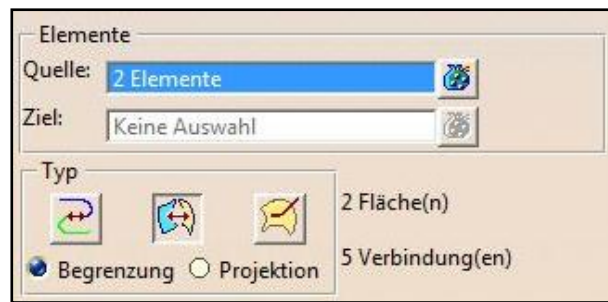 Elemente
Quelle: 2 Elemente
Ziel: Keine Auswahl
Typ
2 Fläche(n)
Begrenzung Projektion
5 Verbindung(en)